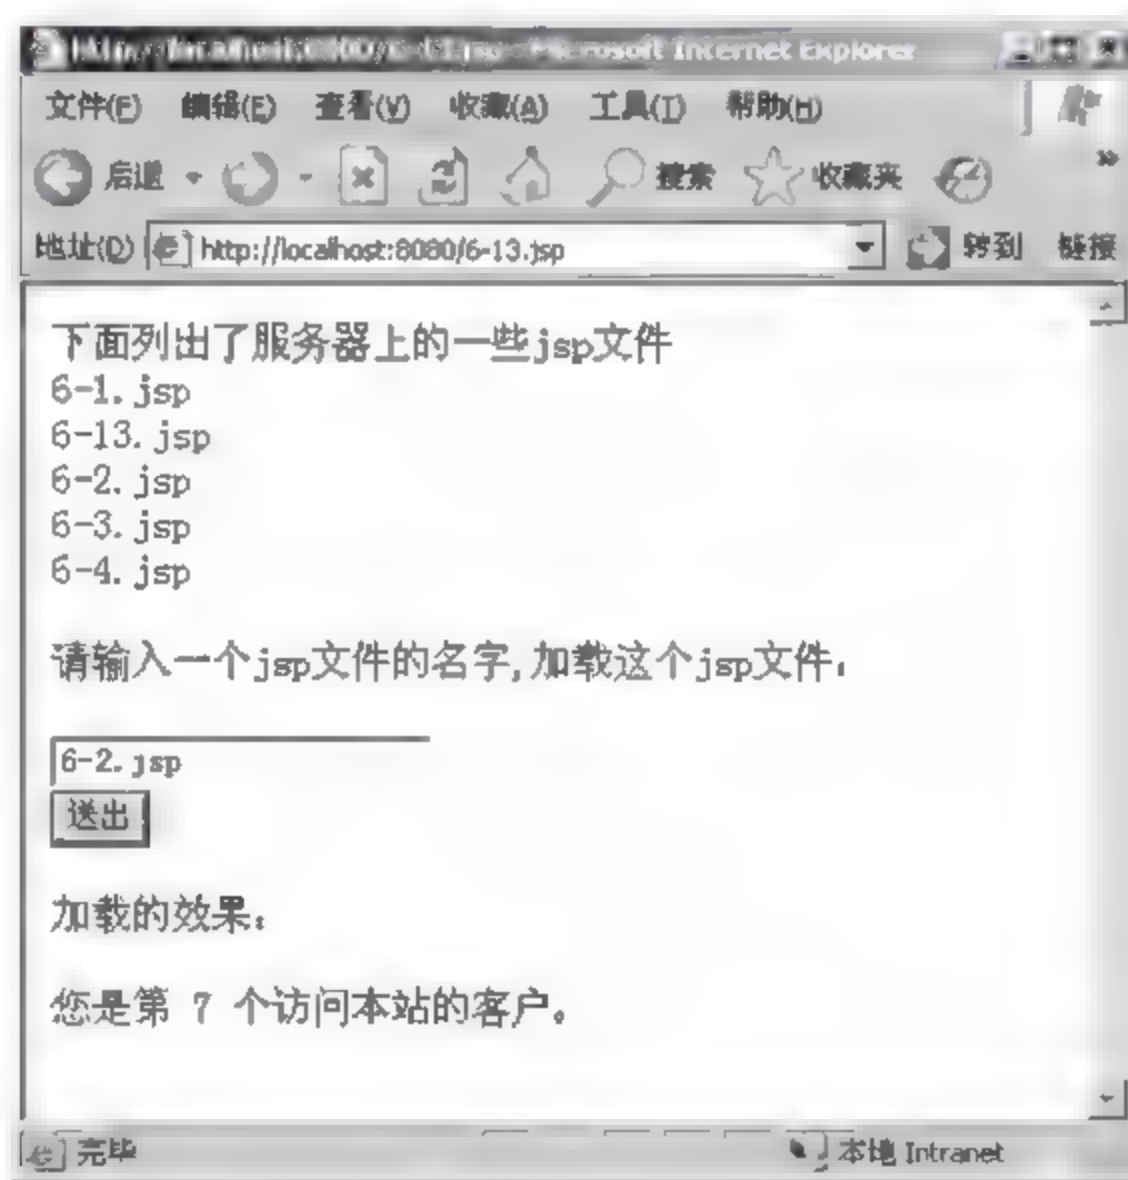 Microsoft Internet Explorer
文件(F) 编辑(E) 查看(V) 收藏(A) 工具(T) 帮助(H)
后退 搜索 收藏夹
地址(D) http://localhost:8080/6-13.jsp 转到 链接
下面列出了服务器上的一些jsp文件
6-1.jsp
6-13.jsp
6-2.jsp
6-3.jsp
6-4.jsp
请输入一个jsp文件的名字,加载这个jsp文件:
6-2.jsp
送出
加载的效果:
您是第 7 个访问本站的客户。
完毕 本地 Intranet